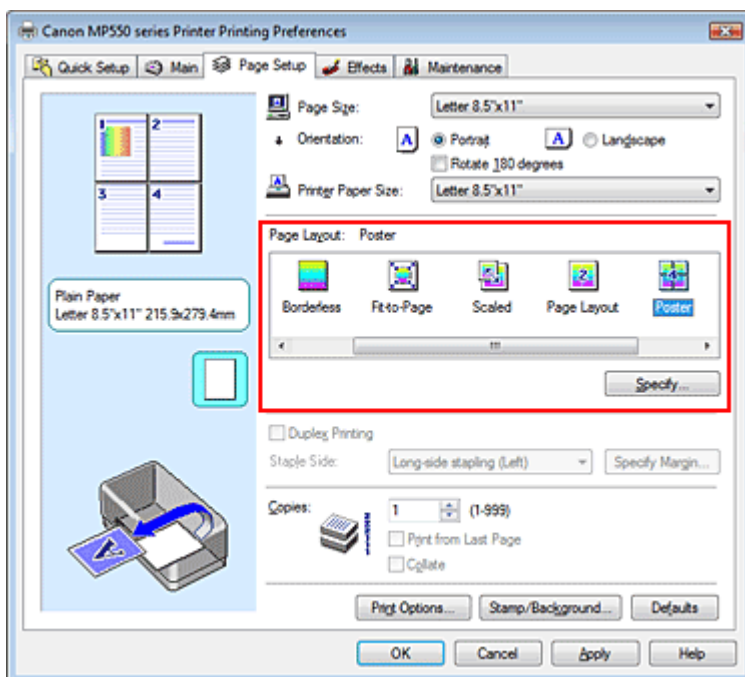 Canon MP550 series Printer Printing Preferences
Quick Setup Main Page Setup Effects Maintenance
1 2
3 4
Plain Paper
Letter 8.5"x11" 215.9x279.4mm
Page Size: Letter 8.5"x11"
Orientation: A Portrait A Landscape
Rotate 180 degrees
Printer Paper Size: Letter 8.5"x11"
Page Layout: Poster
Borderless Fit-to-Page Scaled Page Layout Poster
Specify...
Duplex Printing
Staple Side: Long-side stapling (Left) Specify Margin...
Copies: 1 (1-999)
Print from Last Page
Collate
Print Options... Stamp/Background... Defaults
OK Cancel Apply Help